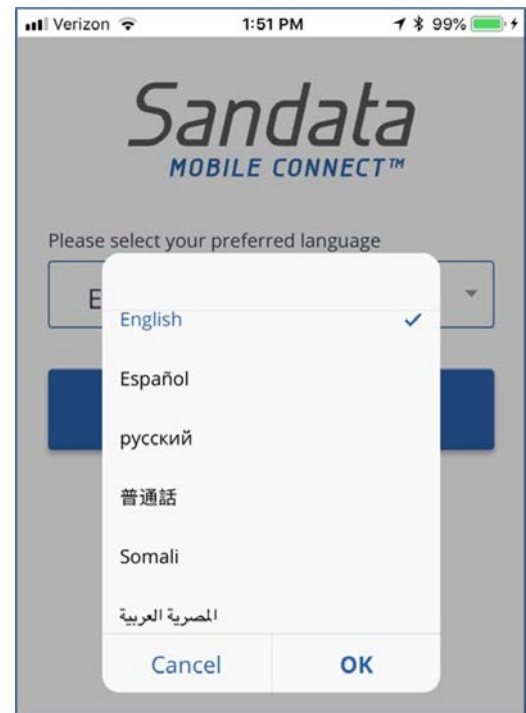 Verizon 1:51 PM 99%
Sandata
MOBILE CONNECT™
Please select your preferred language
E
English
Español
русский
普通話
Somali
المصرية العربية
Cancel OK